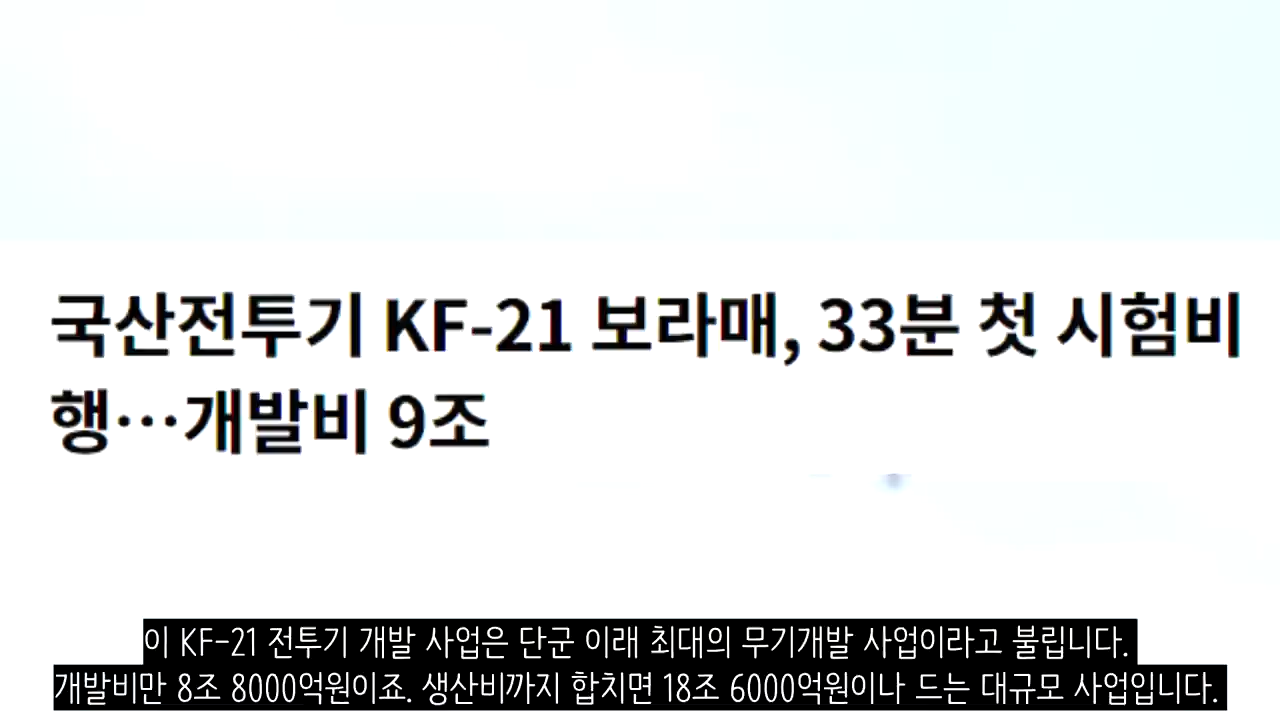 국산전투기 KF-21 보라매, 33분 첫 시험비
행…개발비 9조
이 KF-21 전투기 개발 사업은 단군 이래 최대의 무기개발 사업이라고 불립니다.
개발비만 8조 8000억원이죠. 생산비까지 합치면 18조 6000억원이나 드는 대규모 사업입니다.